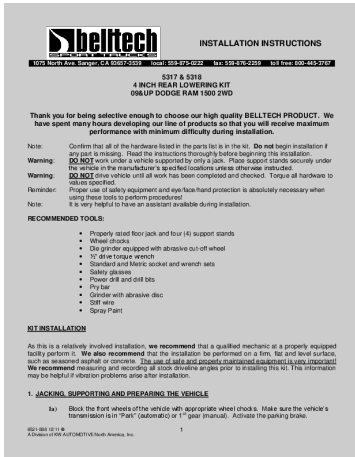 belltech
SPORT TRUCKS
INSTALLATION INSTRUCTIONS
1075 North Ave. Sanger, CA 93657-3539 local: 559-875-0222 fax: 559-876-2259 toll free: 800-445-3767
5317 & 5318
4 INCH REAR LOWERING KIT
09&UP DODGE RAM 1500 2WD
Thank you for being selective enough to choose our high quality BELLTECH PRODUCT. We
have spent many hours developing our line of products so that you will receive maximum
performance with minimum difficulty during installation.
Note: Confirm that all of the hardware listed in the parts list is in the kit. Do not begin installation if
any part is missing. Read the instructions thoroughly before beginning this installation.
Warning: DO NOT work under a vehicle supported by only a jack. Place support stands securely under
the vehicle in the manufacturer's specified locations unless otherwise instructed.
Warning: DO NOT drive vehicle until all work has been completed and checked. Torque all hardware to
values specified.
Reminder: Proper use of safety equipment and eye/face/hand protection is absolutely necessary when
using these tools to perform procedures!
Note: It is very helpful to have an assistant available during installation.
RECOMMENDED TOOLS:
• Properly rated floor jack and four (4) support stands
• Wheel chocks
• Die grinder equipped with abrasive cut-off wheel
• ½" drive torque wrench
• Standard and Metric socket and wrench sets
• Safety glasses
• Power drill and drill bits
• Pry bar
• Grinder with abrasive disc
• Stiff wire
• Spray Paint
KIT INSTALLATION
As this is a relatively involved installation, we recommend that a qualified mechanic at a properly equipped
facility perform it. We also recommend that the installation be performed on a firm, flat and level surface,
such as seasoned asphalt or concrete. The use of safe and properly maintained equipment is very important!
We recommend measuring and recording all stock driveline angles prior to installing this kit. This information
may be helpful if vibration problems arise after installation.
1. JACKING, SUPPORTING AND PREPARING THE VEHICLE
1a) Block the front wheels of the vehicle with appropriate wheel chocks. Make sure the vehicle's
transmission is in "Park" (automatic) or 1st gear (manual). Activate the parking brake.
12/11
1
A Division of KW AUTOMOTIVE North America, Inc.